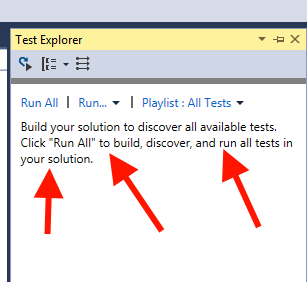 Test Explorer
Run All | Run... | Playlist : All Tests
Build your solution to discover all available tests.
Click "Run All" to build, discover, and run all tests in
your solution.